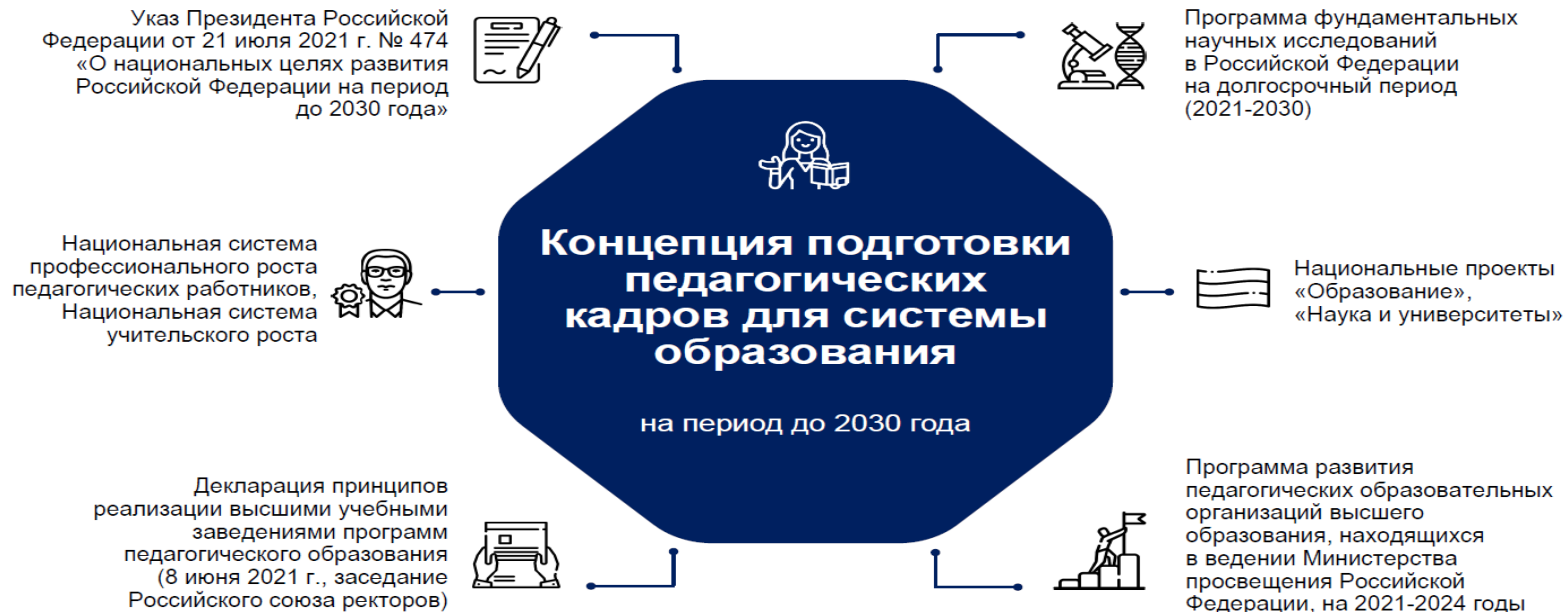 Указ Президента Российской
Федерации от 21 июля 2021 г. № 474
«О национальных целях развития
Российской Федерации на период
до 2030 года»
Программа фундаментальных
научных исследований
в Российской Федерации
на долгосрочный период
(2021-2030)
Национальная система
профессионального роста
педагогических работников,
Национальная система
учительского роста
Концепция подготовки
педагогических
кадров для системы
образования
на период до 2030 года
Национальные проекты
«Образование»,
«Наука и университеты»
Декларация принципов
реализации высшими учебными
заведениями программ
педагогического образования
(8 июня 2021 г., заседание
Российского союза ректоров)
Программа развития
педагогических образовательных
организаций высшего
образования, находящихся
в ведении Министерства
просвещения Российской
Федерации, на 2021-2024 годы